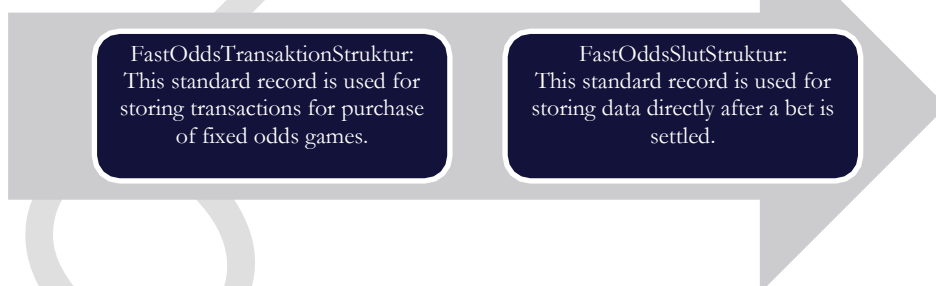 FastOddsTransaktionStruktur:
This standard record is used for
storing transactions for purchase
of fixed odds games.
FastOddsSlutStruktur:
This standard record is used for
storing data directly after a bet is
settled.